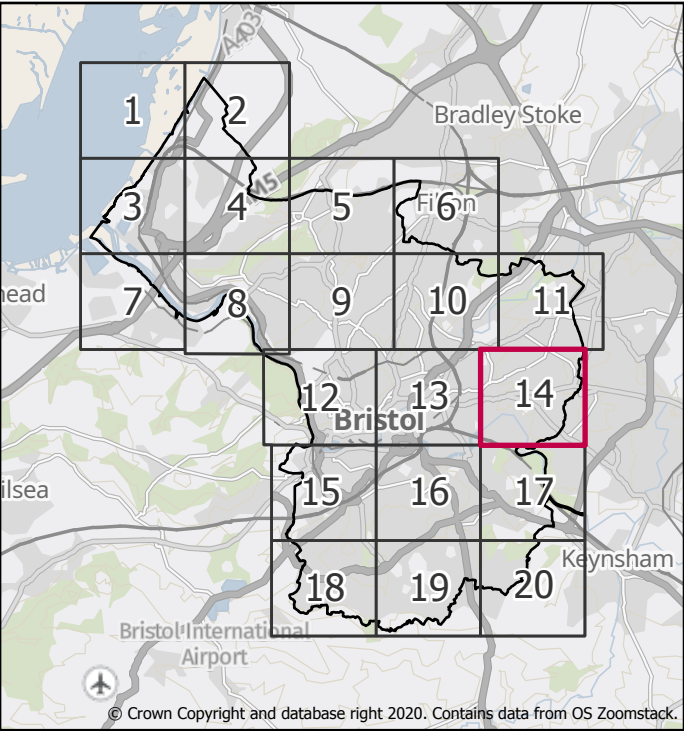 A403
1
2
Bradley Stoke
M5
3
4
5
6
Filton
head
7
8
9
10
11
12
13
14
Bristol
ilsea
15
16
17
Keynsham
18
19
20
Bristol International
Airport
© Crown Copyright and database right 2020. Contains data from OS Zoomstack.